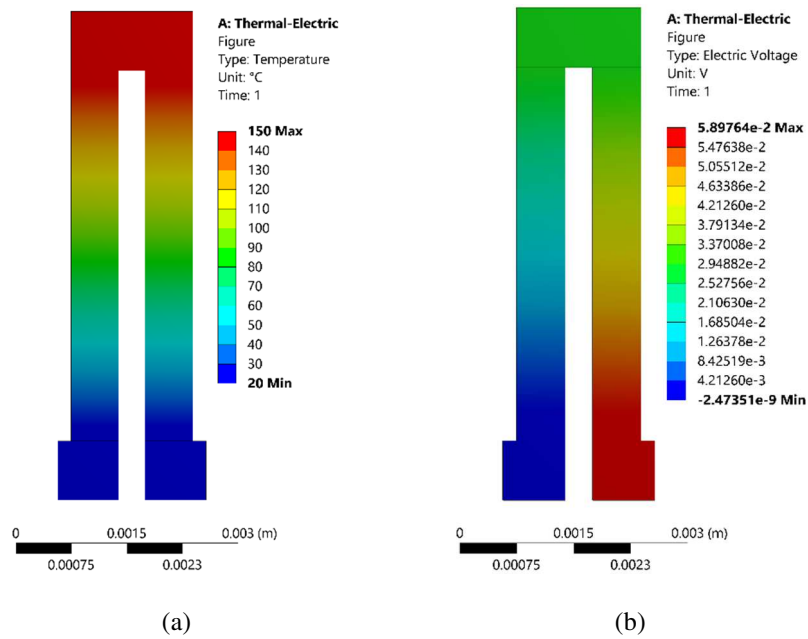 A: Thermal-Electric
Figure
Type: Temperature
Unit: °C
Time: 1
150 Max
140
130
120
110
100
90
80
70
60
50
40
30
20 Min
0
0.0015
0.003 (m)
0.00075
0.0023
(a)
A: Thermal-Electric
Figure
Type: Electric Voltage
Unit: V
Time: 1
5.89764e-2 Max
5.47638e-2
5.05512e-2
4.63386e-2
4.21260e-2
3.79134e-2
3.37008e-2
2.94882e-2
2.52756e-2
2.10630e-2
1.68504e-2
1.26378e-2
8.42519e-3
4.21260e-3
-2.47351e-9 Min
0
0.0015
0.003 (m)
0.00075
0.0023
(b)